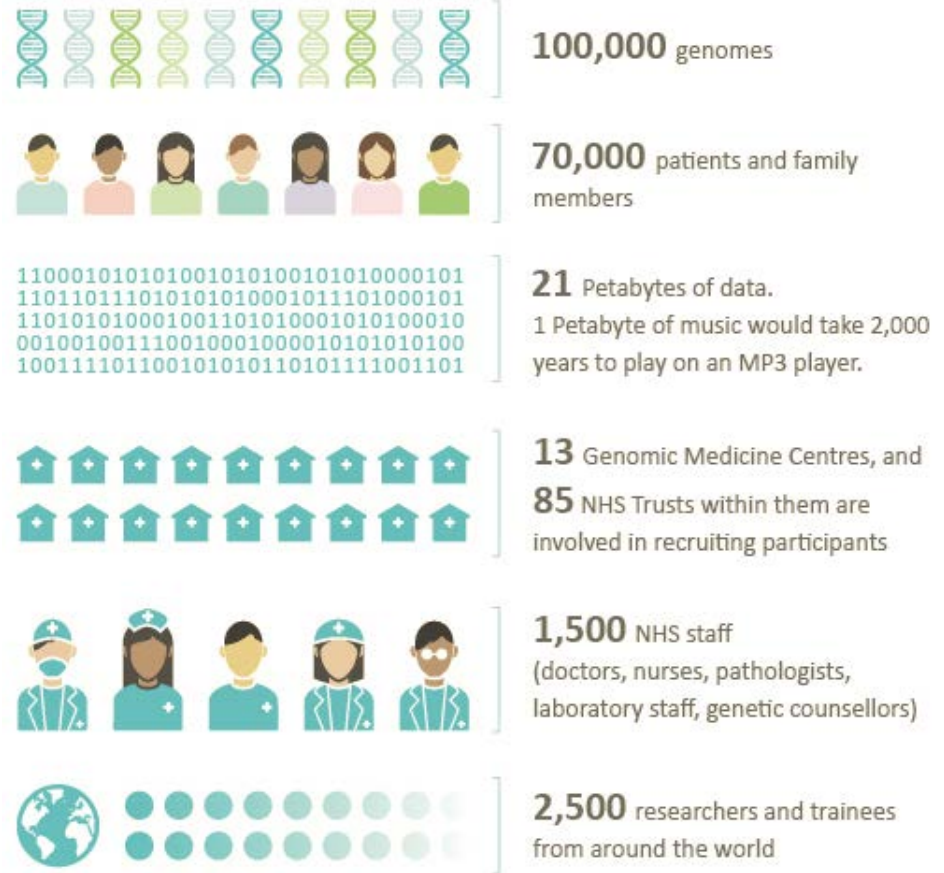 100,000 genomes
70,000 patients and family
members
110001010101001010100101010000101
110110111010101010001011101000101
110101010001001101010001010100010
001001001110010001000010101010100
100111101100101010110101111001101
21 Petabytes of data.
1 Petabyte of music would take 2,000
years to play on an MP3 player.
13 Genomic Medicine Centres, and
85 NHS Trusts within them are
involved in recruiting participants
1,500 NHS staff
(doctors, nurses, pathologists,
laboratory staff, genetic counsellors)
2,500 researchers and trainees
from around the world